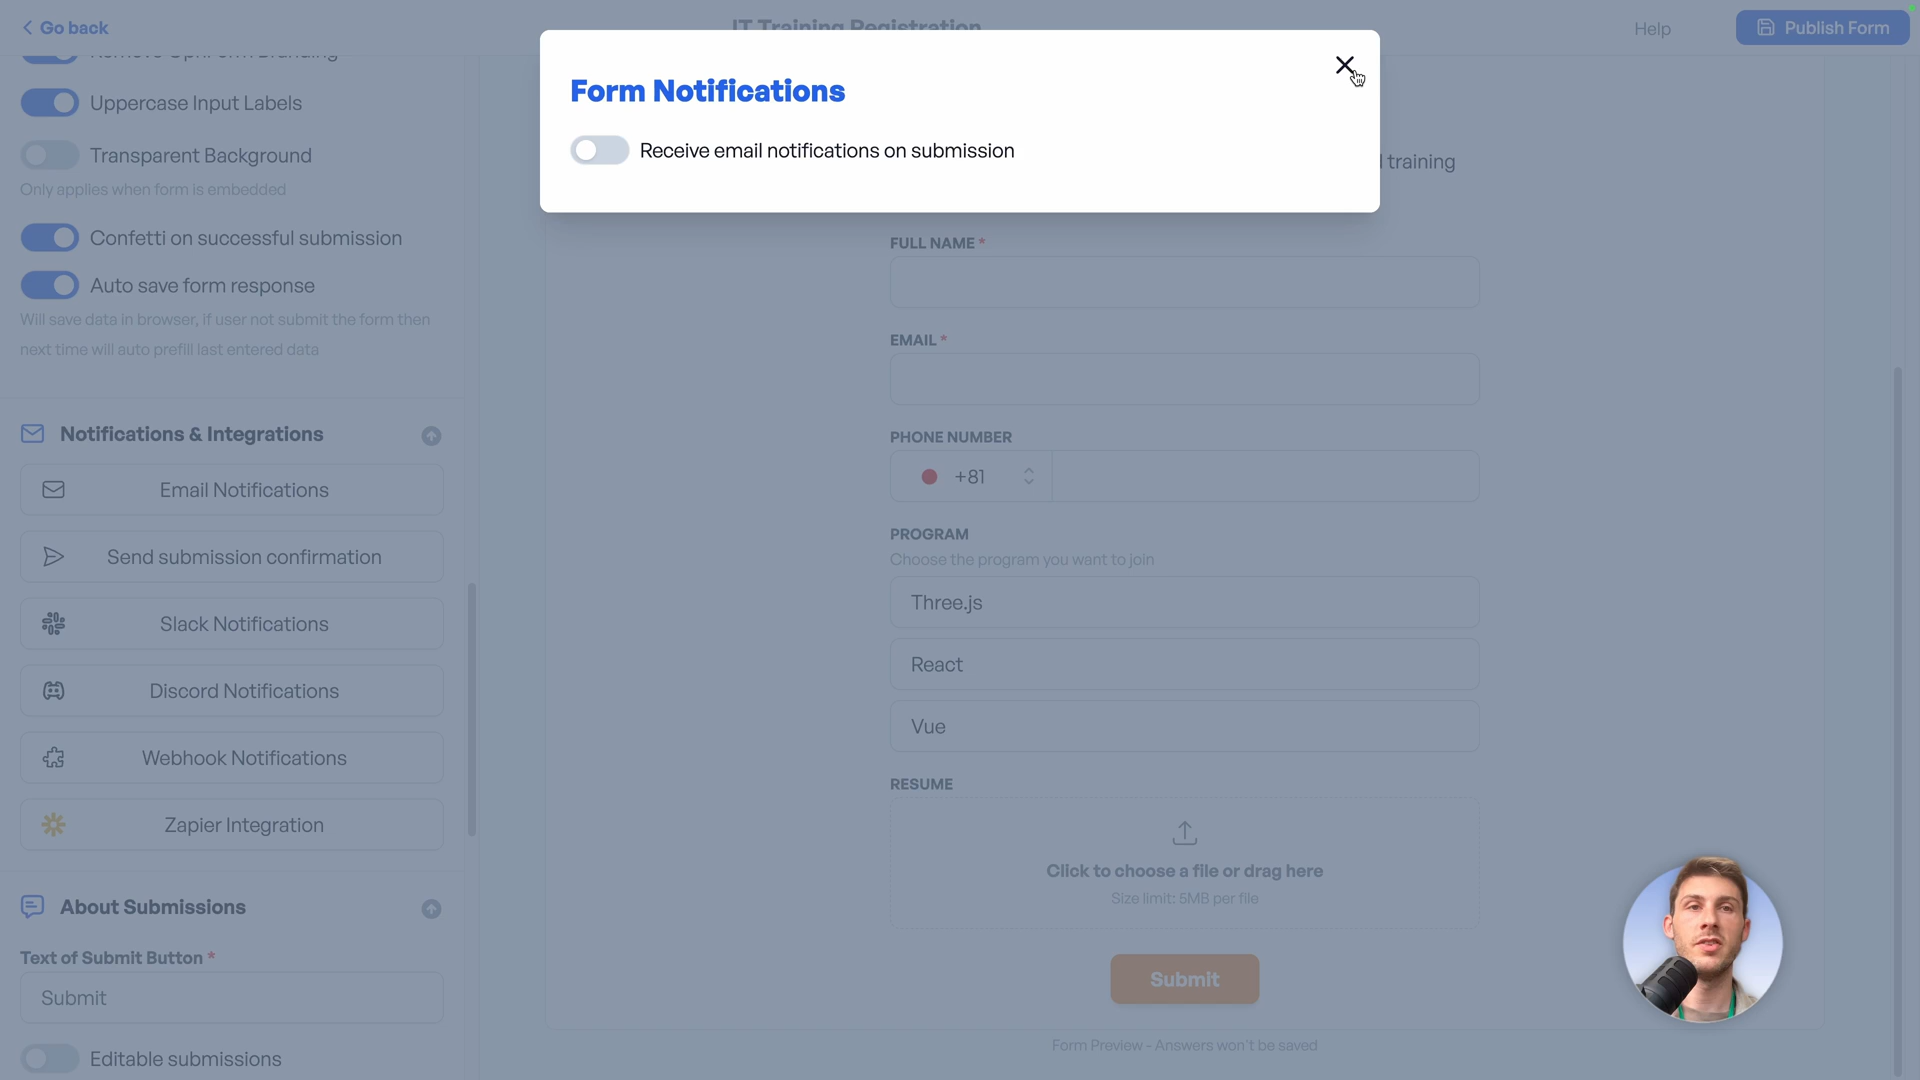 Go back
IT Training Registration
Help
Publish Form
Remove OpnForm Branding
Uppercase Input Labels
Transparent Background
Only applies when form is embedded
Confetti on successful submission
Auto save form response
Will save data in browser, if user not submit the form then
next time will auto prefill last entered data
Notifications & Integrations
Email Notifications
Send submission confirmation
Slack Notifications
Discord Notifications
Webhook Notifications
Zapier Integration
About Submissions
Text of Submit Button *
Submit
Editable submissions
Form Notifications
Receive email notifications on submission
training
FULL NAME *
EMAIL *
PHONE NUMBER
+81
PROGRAM
Choose the program you want to join
Three.js
React
Vue
RESUME
Click to choose a file or drag here
Size limit: 5MB per file
Submit
Form Preview - Answers won't be saved